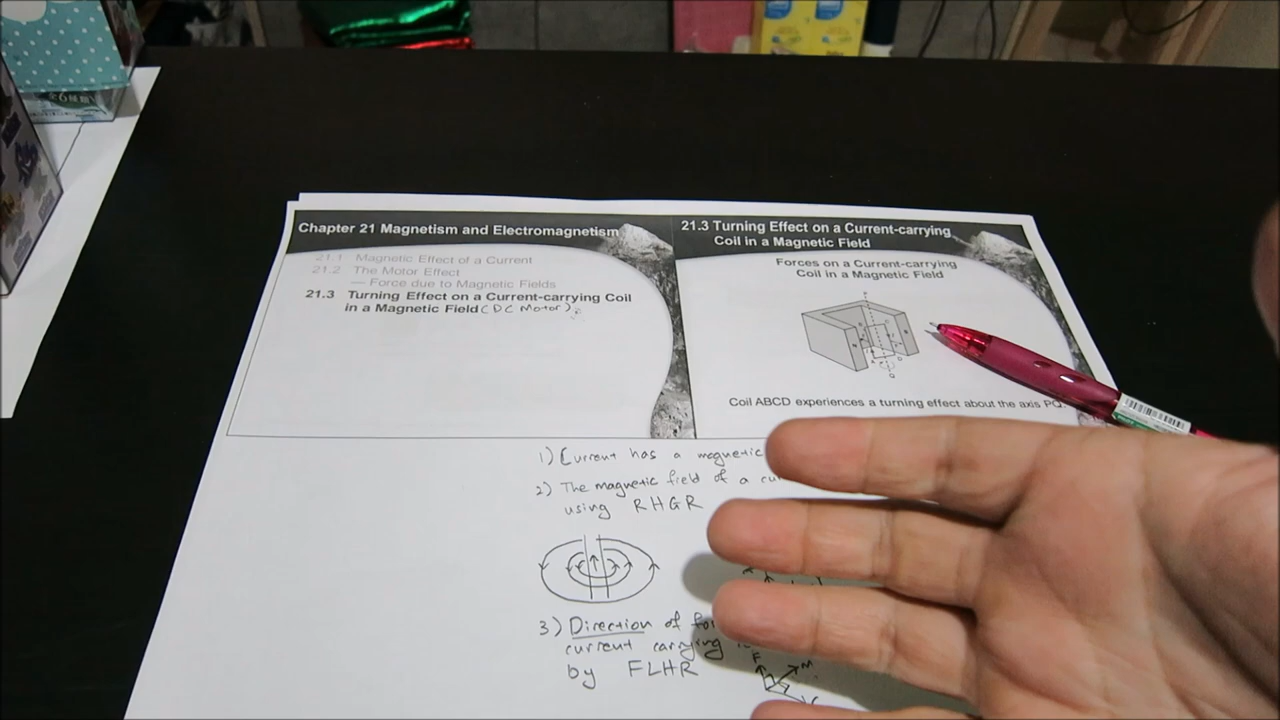 Chapter 21 Magnetism and Electromagnetism
21.1 Magnetic Effect of a Current
21.2 The Motor Effect
— Force due to Magnetic Fields
21.3 Turning Effect on a Current-carrying Coil
in a Magnetic Field (DC Motor)
21.3 Turning Effect on a Current-carrying
Coil in a Magnetic Field
Forces on a Current-carrying
Coil in a Magnetic Field
Coil ABCD experiences a turning effect about the axis PQ.
1) Current has a magnetic
2) The magnetic field of a
using RHGR
3) Direction of
current carrying
by FLHR
F M